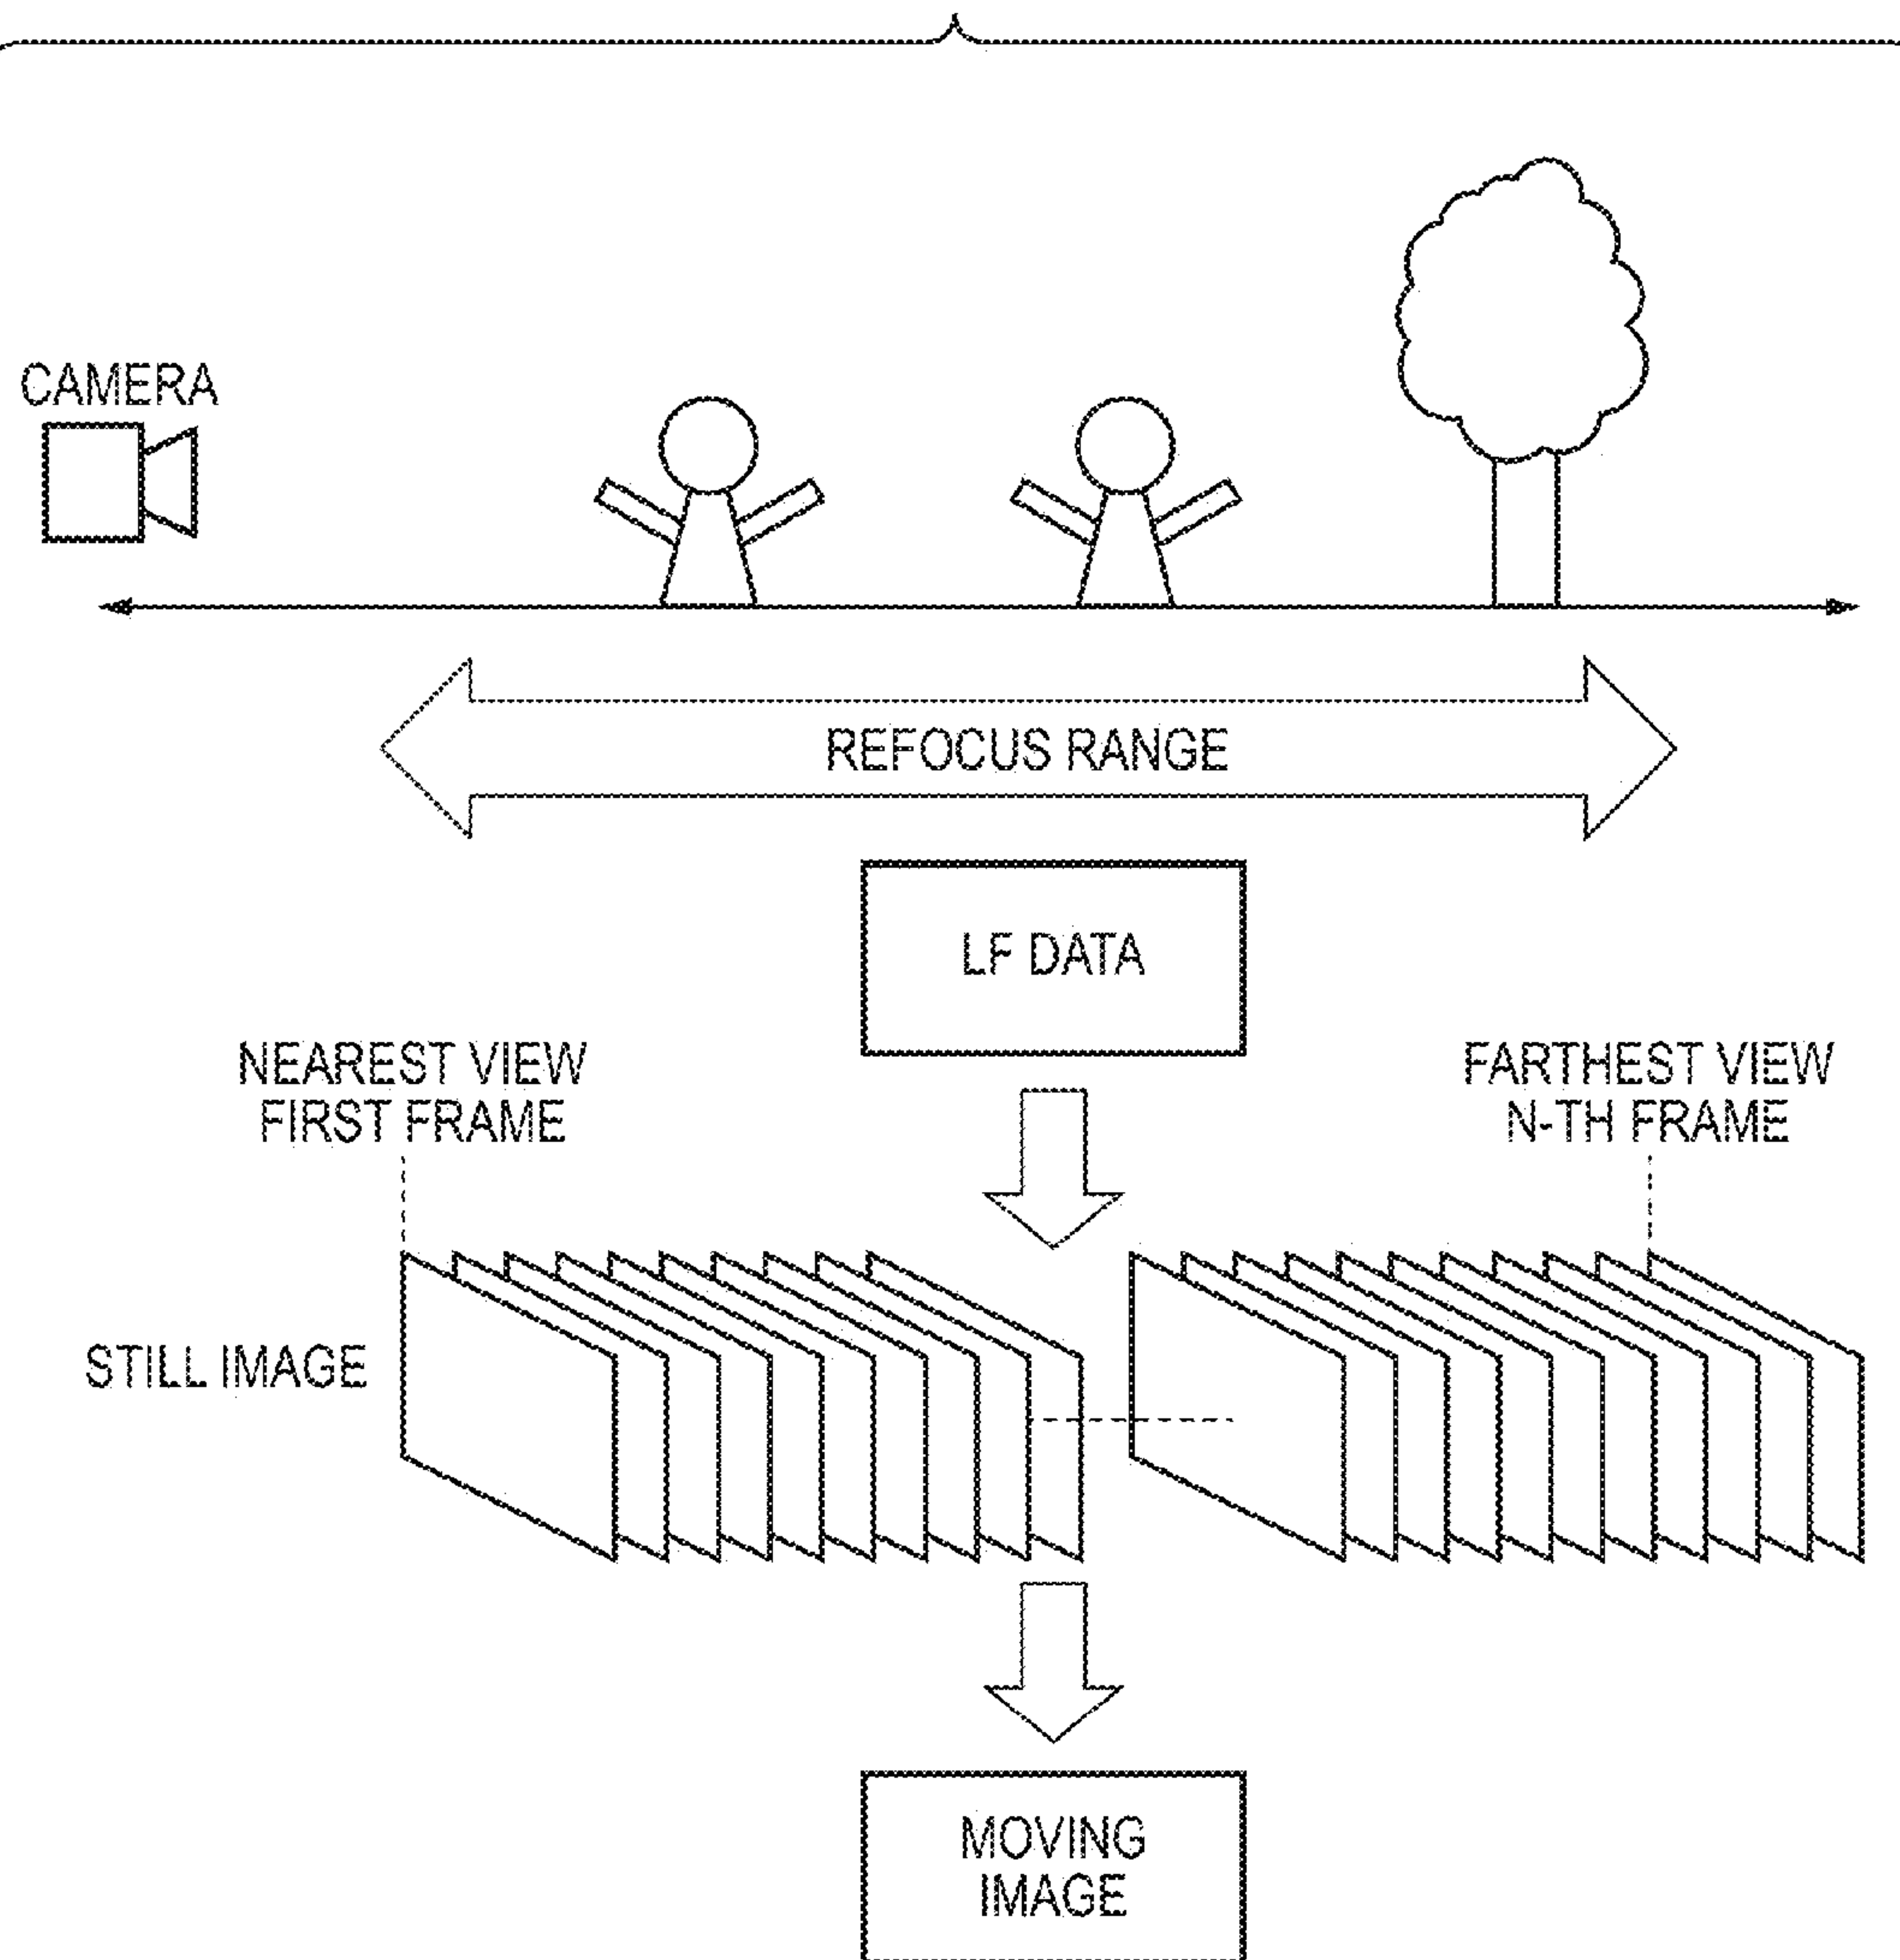 CAMERA
REFOCUS RANGE
LF DATA
NEAREST VIEW
FIRST FRAME
FARTHEST VIEW
N-TH FRAME
STILL IMAGE
MOVING
IMAGE